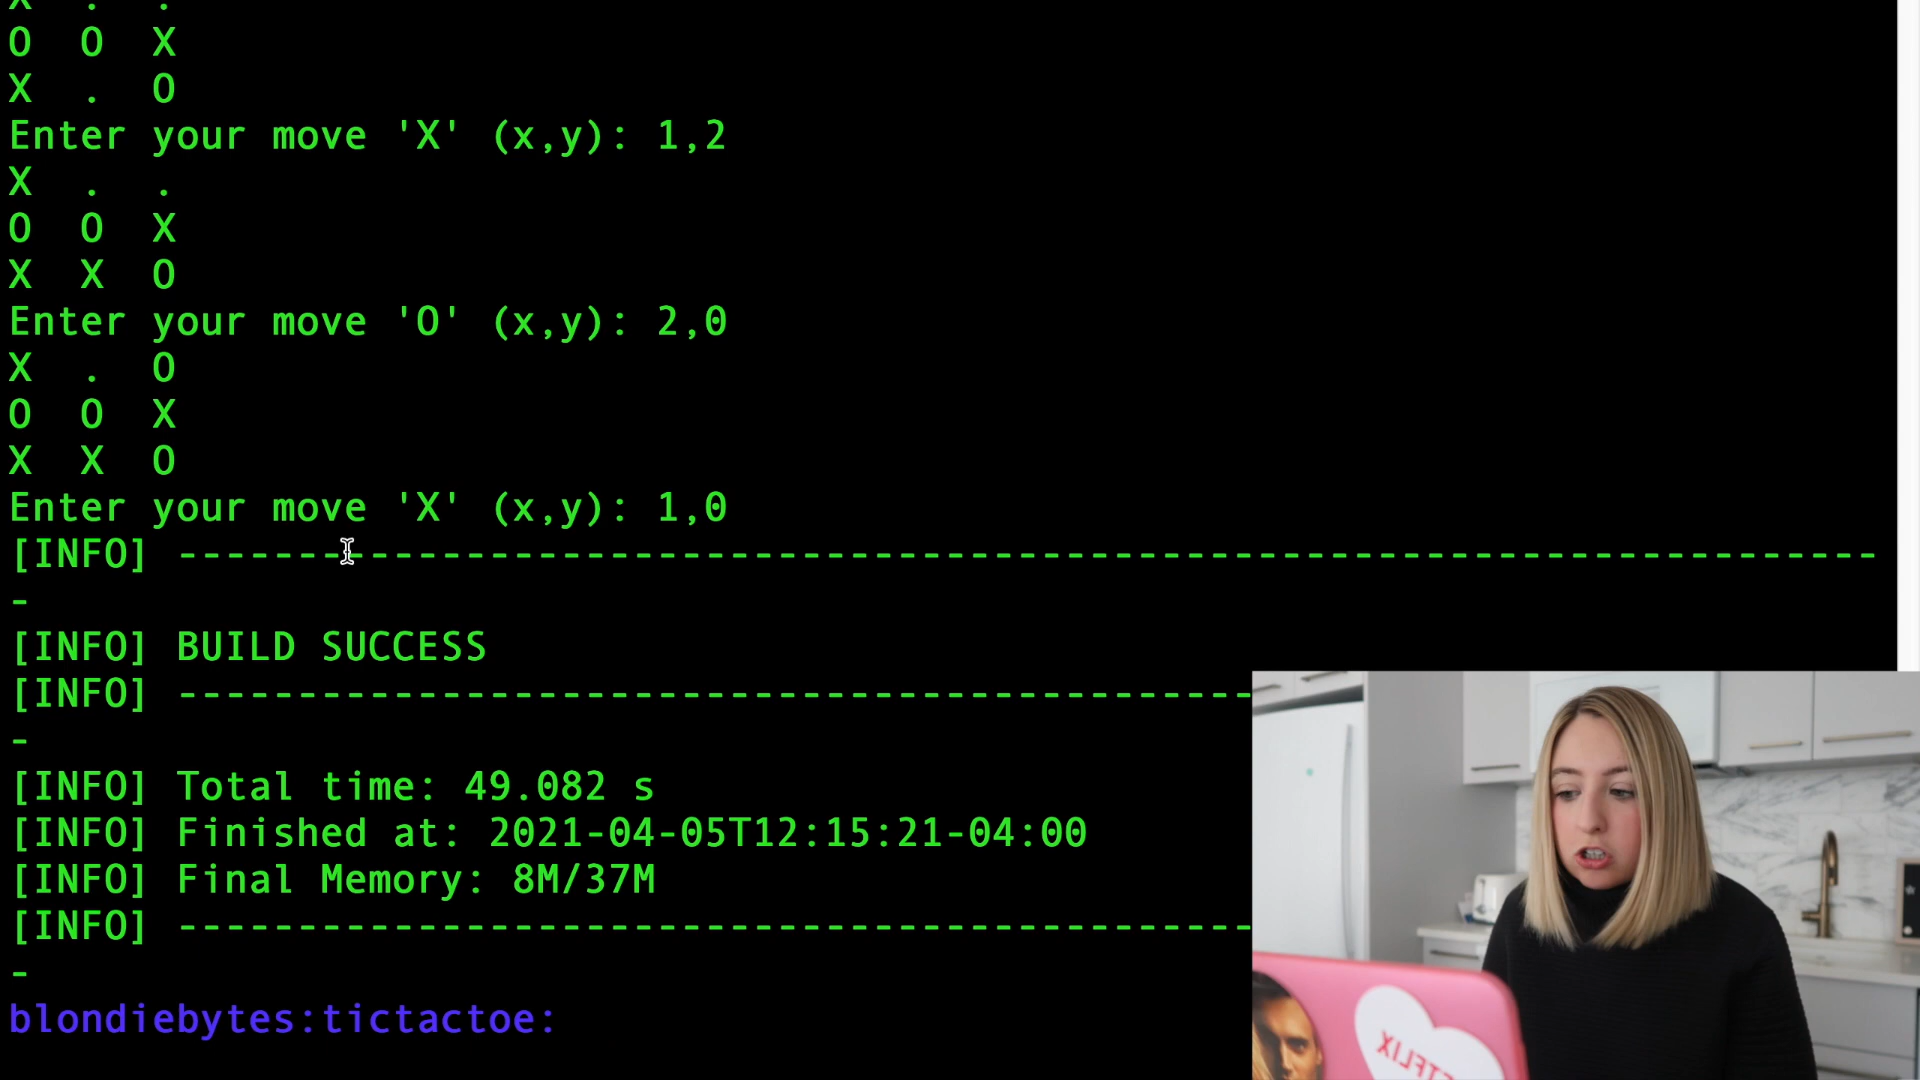 X . .
O O X
X . O
Enter your move 'X' (x,y): 1,2
X . .
O O X
X X O
Enter your move 'O' (x,y): 2,0
X . O
O O X
X X O
Enter your move 'X' (x,y): 1,0
[INFO] -----------------------------------------------------------------------
-
[INFO] BUILD SUCCESS
[INFO] ---------------------------------------------
-
[INFO] Total time: 49.082 s
[INFO] Finished at: 2021-04-05T12:15:21-04:00
[INFO] Final Memory: 8M/37M
[INFO] ---------------------------------------------
-
blondiebytes:tictactoe:
NETFLIX